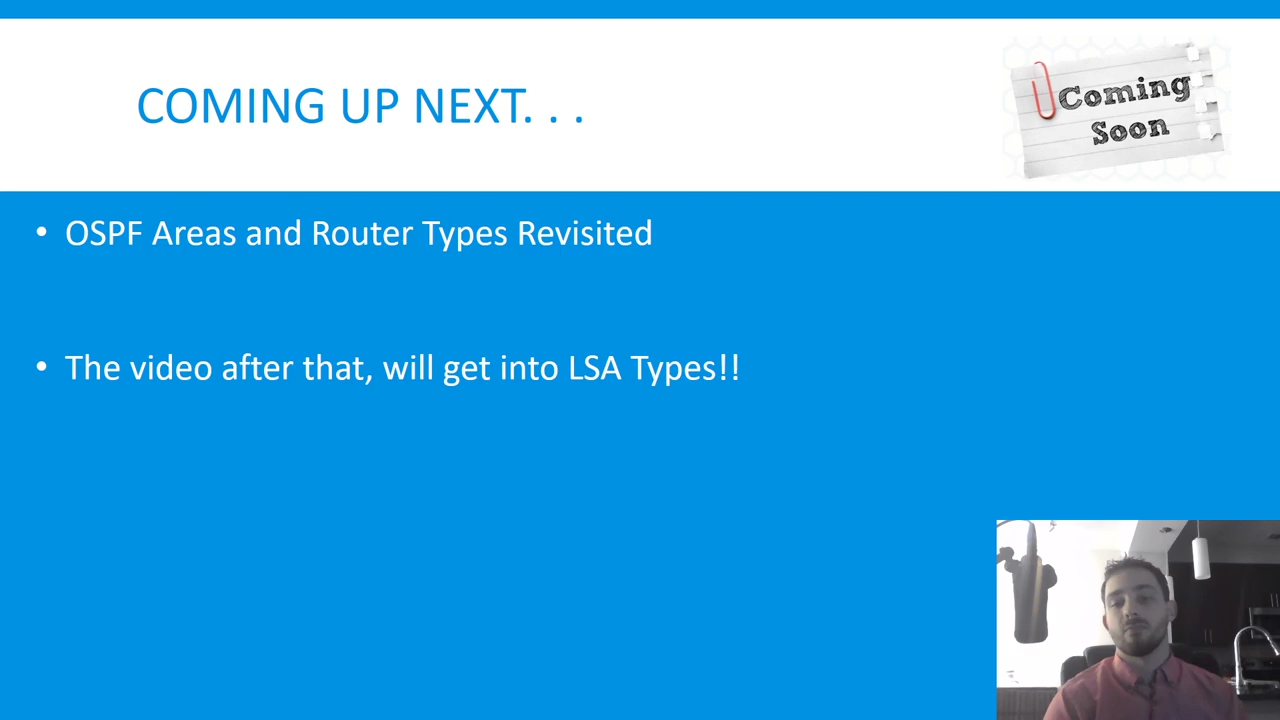 COMING UP NEXT. . .
Coming
Soon
• OSPF Areas and Router Types Revisited
• The video after that, will get into LSA Types!!